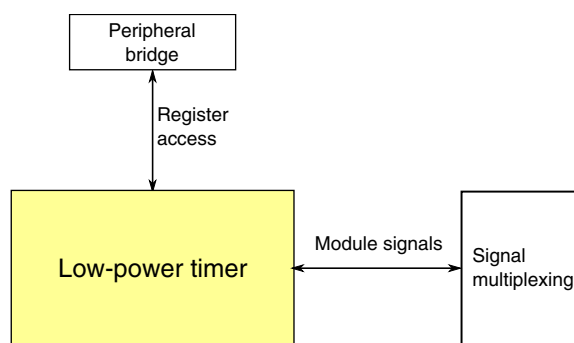 Peripheral
bridge
Register
access
Low-power timer
Module signals
Signal
multiplexing